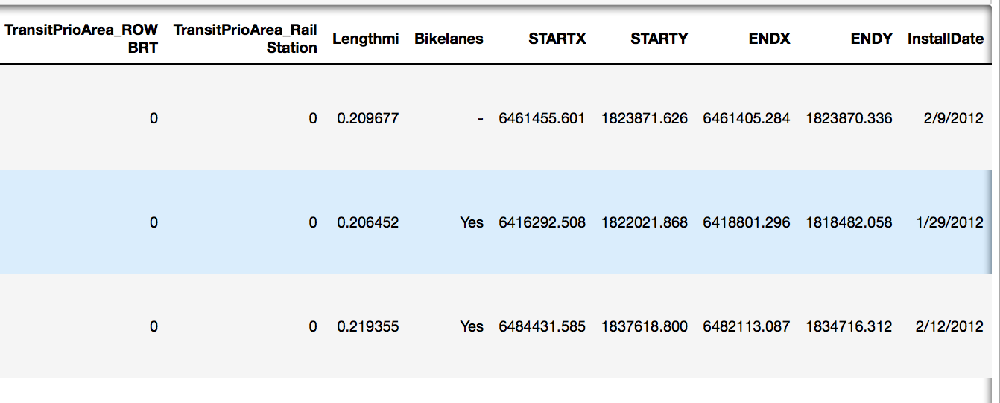 TransitPrioArea_ROW BRT TransitPrioArea_Rail Station Lengthmi Bikelanes STARTX STARTY ENDX ENDY InstallDate
0 0 0.209677 - 6461455.601 1823871.626 6461405.284 1823870.336 2/9/2012
0 0 0.206452 Yes 6416292.508 1822021.868 6418801.296 1818482.058 1/29/2012
0 0 0.219355 Yes 6484431.585 1837618.800 6482113.087 1834716.312 2/12/2012